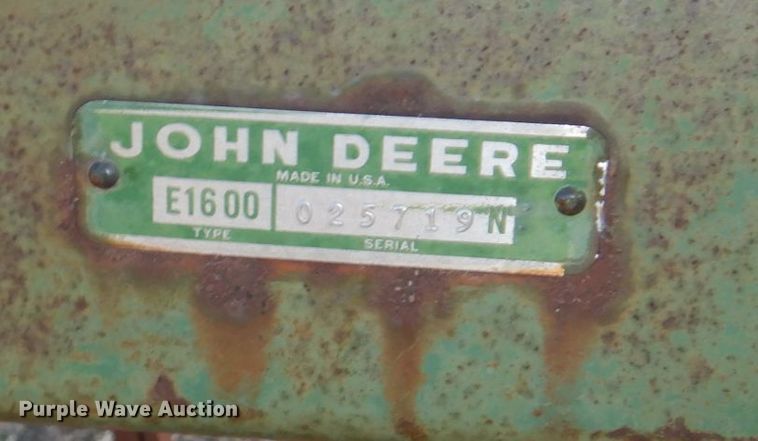 JOHN DEERE
MADE IN U.S.A.
E1600 025719N
TYPE SERIAL
Purple Wave Auction